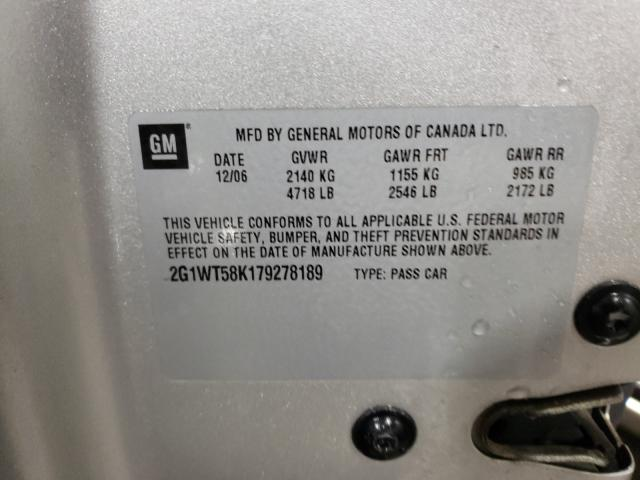 GM ® MFD BY GENERAL MOTORS OF CANADA LTD.
DATE GVWR GAWR FRT GAWR RR
12/06 2140 KG 1155 KG 985 KG
4718 LB 2546 LB 2172 LB
THIS VEHICLE CONFORMS TO ALL APPLICABLE U.S. FEDERAL MOTOR
VEHICLE SAFETY, BUMPER, AND THEFT PREVENTION STANDARDS IN
EFFECT ON THE DATE OF MANUFACTURE SHOWN ABOVE.
2G1WT58K179278189 TYPE: PASS CAR